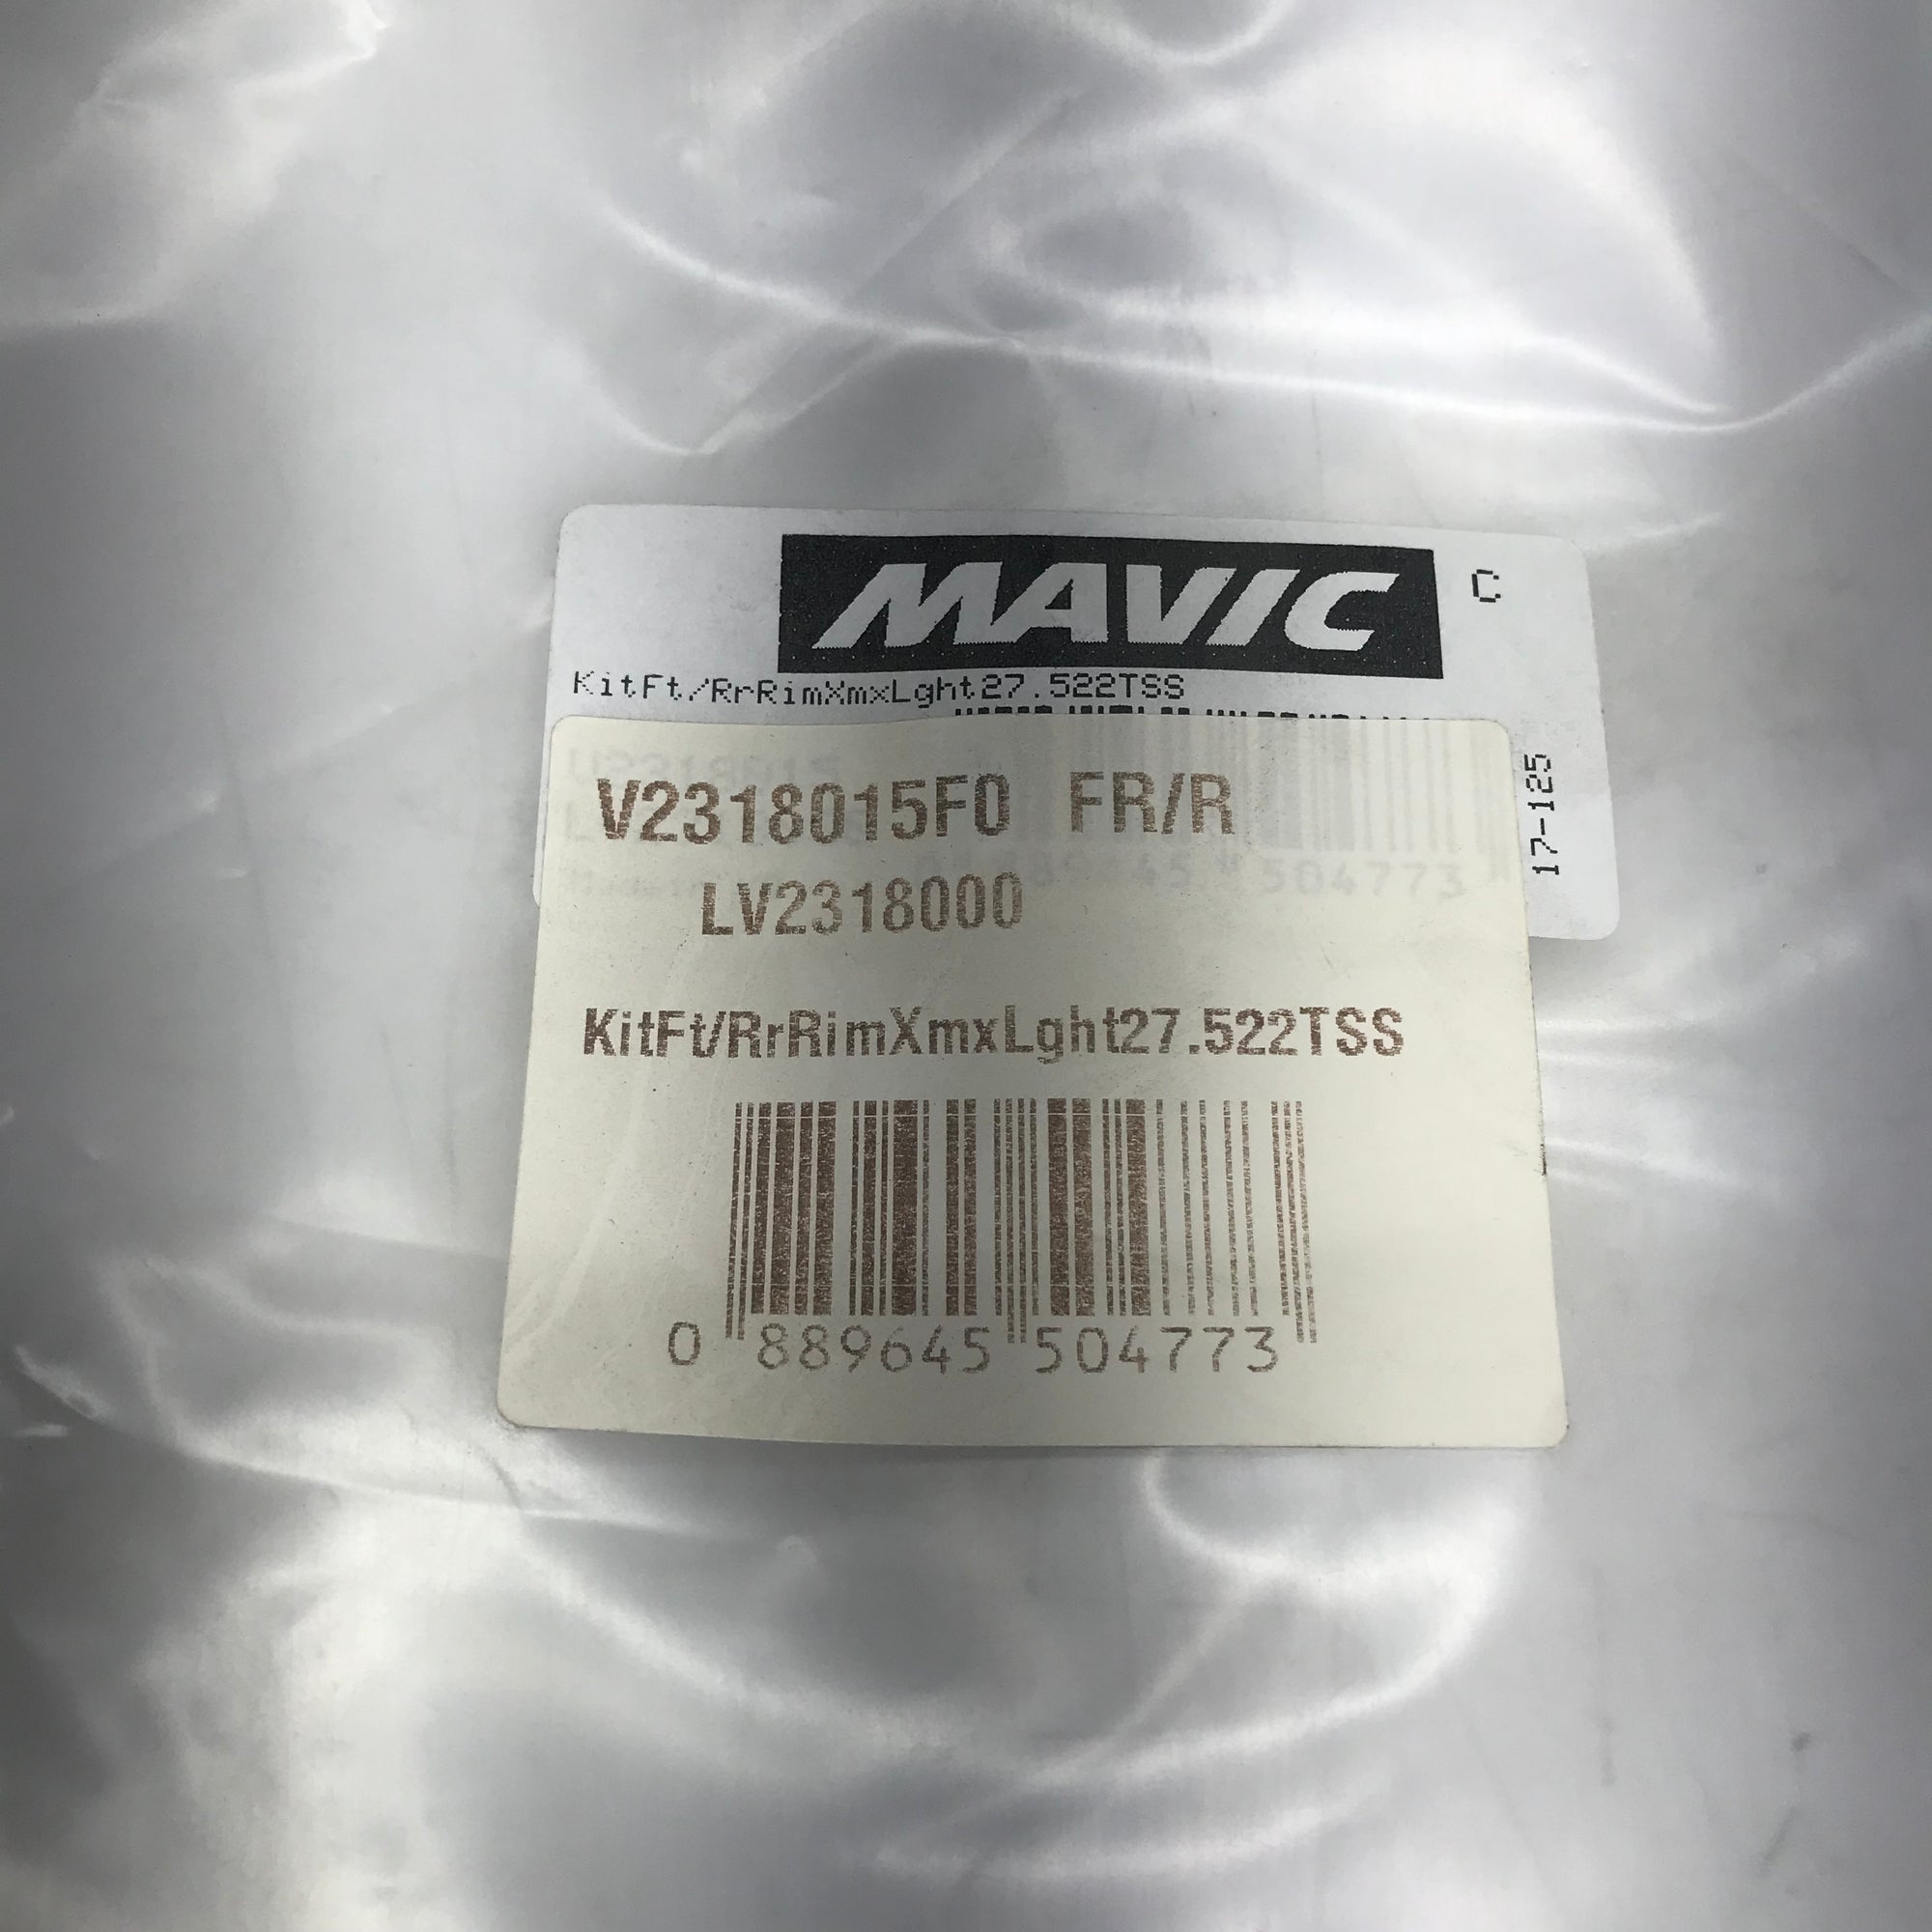 MAVIC
C
KitFt/RrRimXmxLght27.522TSS
17-125
V2318015F0 FR/R
LV2318000
KitFt/RrRimXmxLght27.522TSS
0 889645 504773